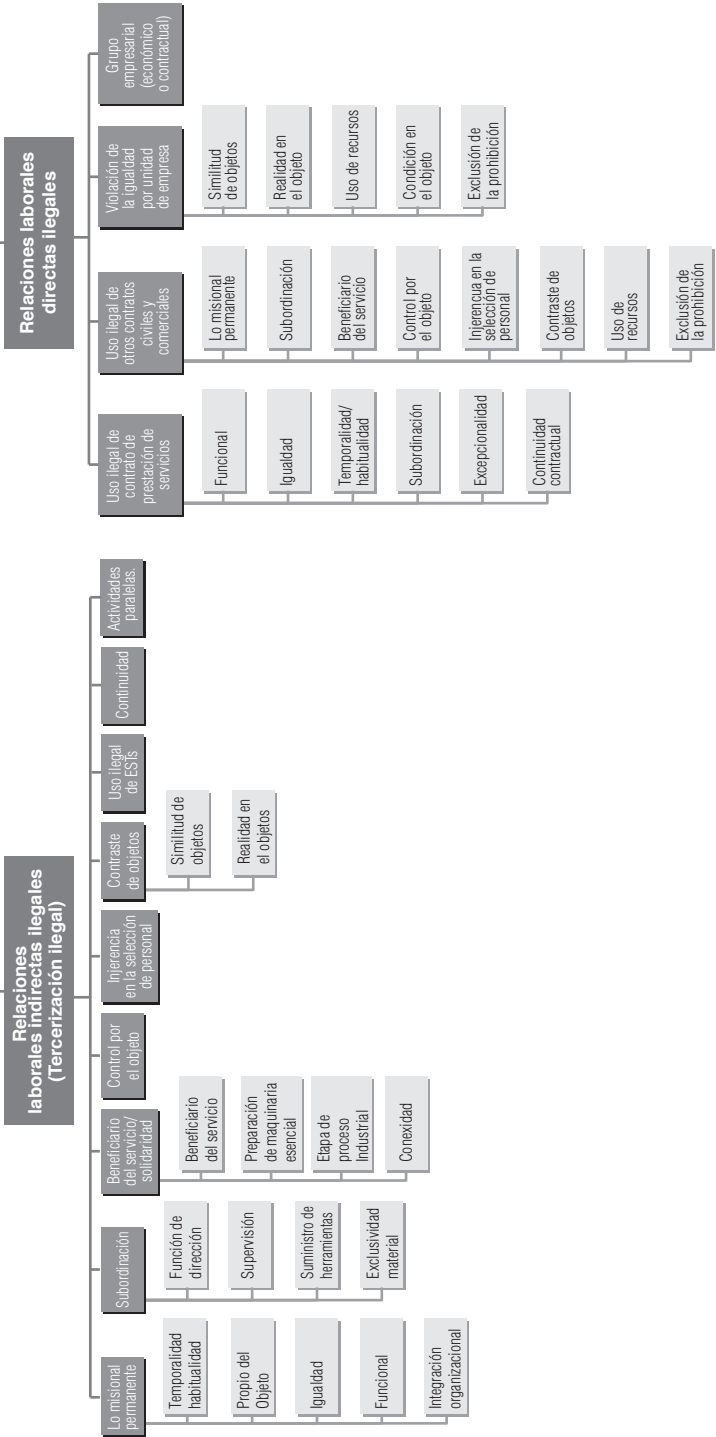 Relaciones
laborales indirectas ilegales
(Tercerización ilegal)
Lo misional
permanente
Temporalidad
habitualidad
Propio del
Objeto
Igualdad
Funcional
Integración
organizacional
Subordinación
Función de
dirección
Supervisión
Suministro de
herramientas
Exclusividad
material
Beneficiario
del servicio/
solidaridad
Beneficiario
del servicio
Preparación
de maquinaria
esencial
Etapa de
proceso
Industrial
Conexidad
Control por
el objeto
Injerencia
en la selección
de personal
Contraste
de objetos
Similitud de
objetos
Realidad en
el objetos
Uso ilegal
de ESTs
Continuidad
Actividades
paralelas.
Relaciones laborales
directas ilegales
Uso ilegal de
contrato de
prestación de
servicios
Funcional
Igualdad
Temporalidad/
habitualidad
Subordinación
Excepcionalidad
Continuidad
contractual
Uso ilegal de
otros contratos
civiles y
comerciales
Lo misional
permanente
Subordinación
Beneficiario
del servicio
Control por
el objeto
Injerencua en la
selección de
personal
Contraste de
objetos
Uso de
recursos
Exclusión de
la prohibición
Violación de
la igualdad
por unidad
de empresa
Similitud
de objetos
Realidad en
el objeto
Uso de recursos
Condición en
el objeto
Exclusión de
la prohibición
Grupo
empresarial
(económico
o contractual)